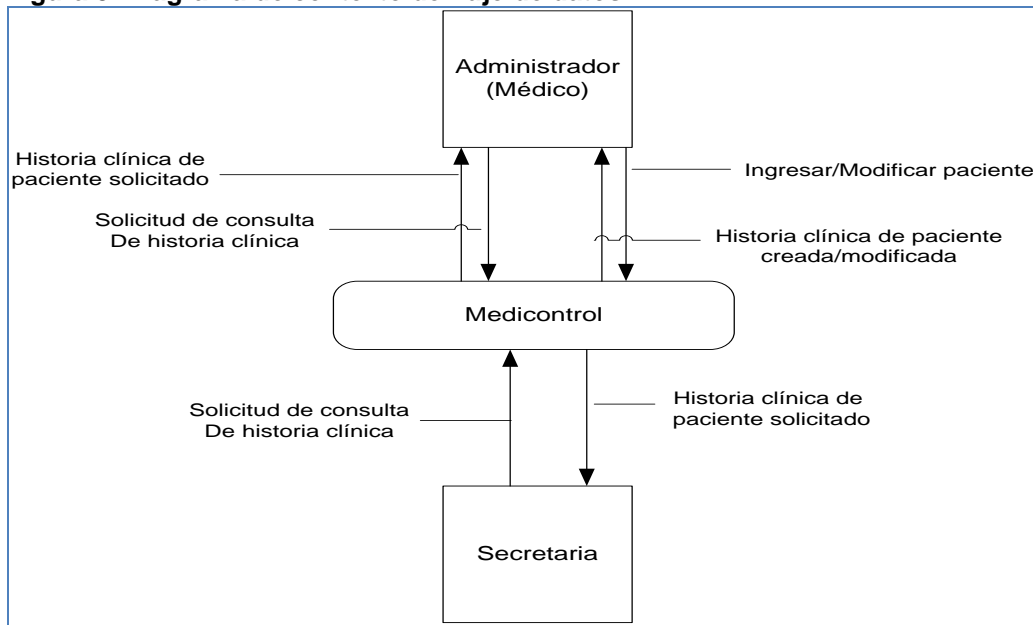 Administrador
(Médico)
Historia clínica de
paciente solicitado
Ingresar/Modificar paciente
Solicitud de consulta
De historia clínica
Historia clínica de paciente
creada/modificada
Medicontrol
Solicitud de consulta
De historia clínica
Historia clínica de
paciente solicitado
Secretaria